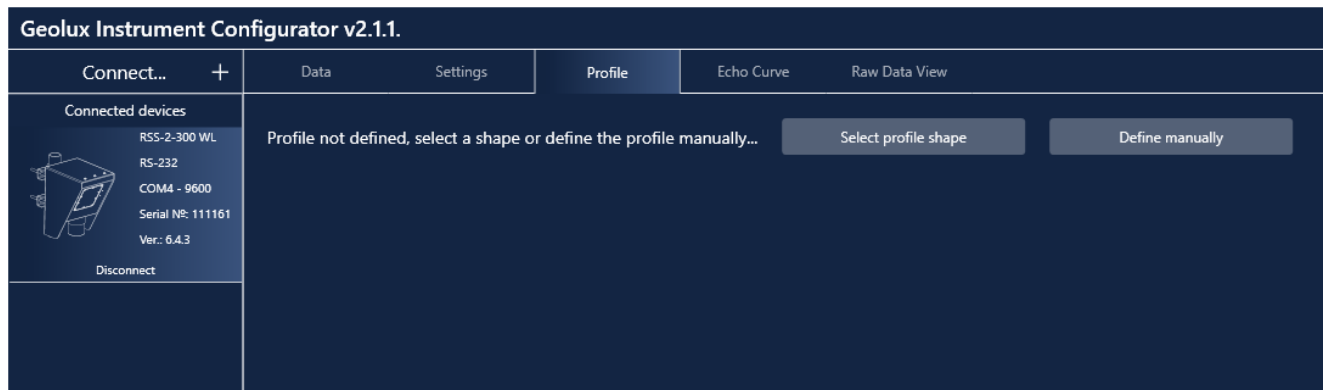 Geolux Instrument Configurator v2.1.1.
Connect... +
Data Settings Profile Echo Curve Raw Data View
Connected devices
RSS-2-300 WL
RS-232
COM4 - 9600
Serial №: 111161
Ver.: 6.4.3
Disconnect
Profile not defined, select a shape or define the profile manually... Select profile shape Define manually